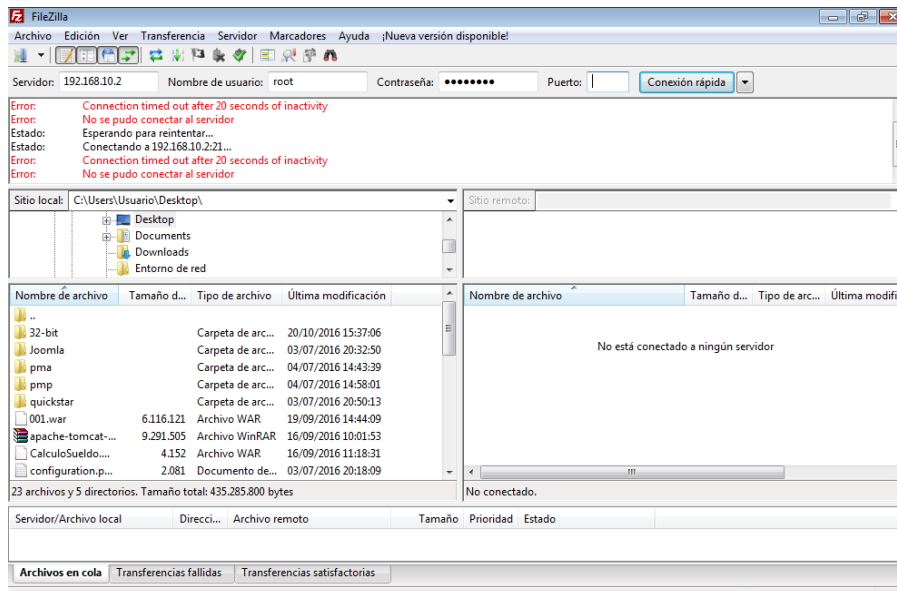 FileZilla
Archivo Edición Ver Transferencia Servidor Marcadores Ayuda ¡Nueva versión disponible!
Servidor: 192.168.10.2 Nombre de usuario: root Contraseña: ●●●●●●●● Puerto: Conexión rápida
Error: Connection timed out after 20 seconds of inactivity
Error: No se pudo conectar al servidor
Estado: Esperando para reintentar...
Estado: Conectando a 192.168.10.2:21...
Error: Connection timed out after 20 seconds of inactivity
Error: No se pudo conectar al servidor
Sitio local: C:\Users\Usuario\Desktop\ Sitio remoto:
Desktop
Documents
Downloads
Entorno de red
Nombre de archivo Tamaño d... Tipo de archivo Última modificación Nombre de archivo Tamaño d... Tipo de arc... Última modifi
..
32-bit Carpeta de arc... 20/10/2016 15:37:06
Joomla Carpeta de arc... 03/07/2016 20:32:50
No está conectado a ningún servidor
pma Carpeta de arc... 04/07/2016 14:43:39
pmp Carpeta de arc... 04/07/2016 14:58:01
quickstar Carpeta de arc... 03/07/2016 20:50:13
001.war 6.116.121 Archivo WAR 19/09/2016 14:44:09
apache-tomcat-... 9.291.505 Archivo WinRAR 16/09/2016 10:01:53
CalculoSueldo.... 4.152 Archivo WAR 16/09/2016 11:18:31
configuration.p... 2.081 Documento de... 03/07/2016 20:18:09
23 archivos y 5 directorios. Tamaño total: 435.285.800 bytes No conectado.
Servidor/Archivo local Direcci... Archivo remoto Tamaño Prioridad Estado
Archivos en cola Transferencias fallidas Transferencias satisfactorias